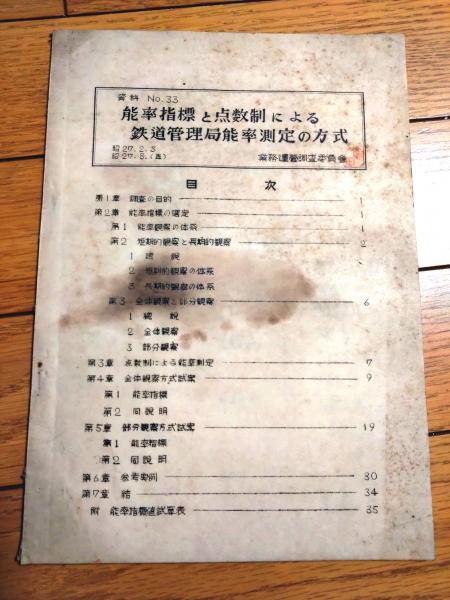 資料 No.33
能率指標と点数制による
鉄道管理局能率測定の方式
昭27.2.5
昭27.8.(再)
業務運営調査委員会
目 次
第1章 調査の目的 1
第2章 能率指標の選定 1
第1 能率観察の体系 1
第2 短期的観察と長期的観察 2
1 総説
2 短期的観察の体系
3 長期的観察の体系
第3 全体観察と部分観察 6
1 総説
2 全体観察
3 部分観察
第3章 点数制による能率測定 7
第4章 全体観察方式試案 9
第1 能率指標
第2 同説明
第5章 部分観察方式試案 19
第1 能率指標
第2 同説明
第6章 参考実例 30
第7章 結 34
附 能率指標値試算表 35